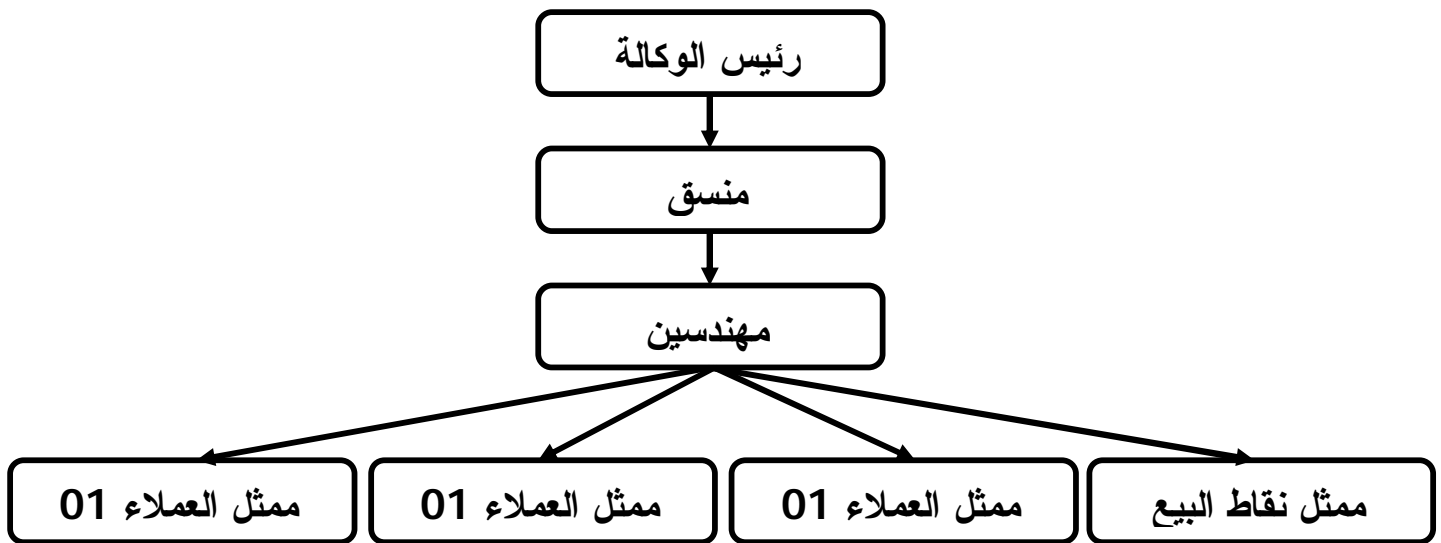 رئيس الوكالة
منسق
مهندسين
ممثل نقاط البيع
ممثل العملاء 01
ممثل العملاء 01
ممثل العملاء 01